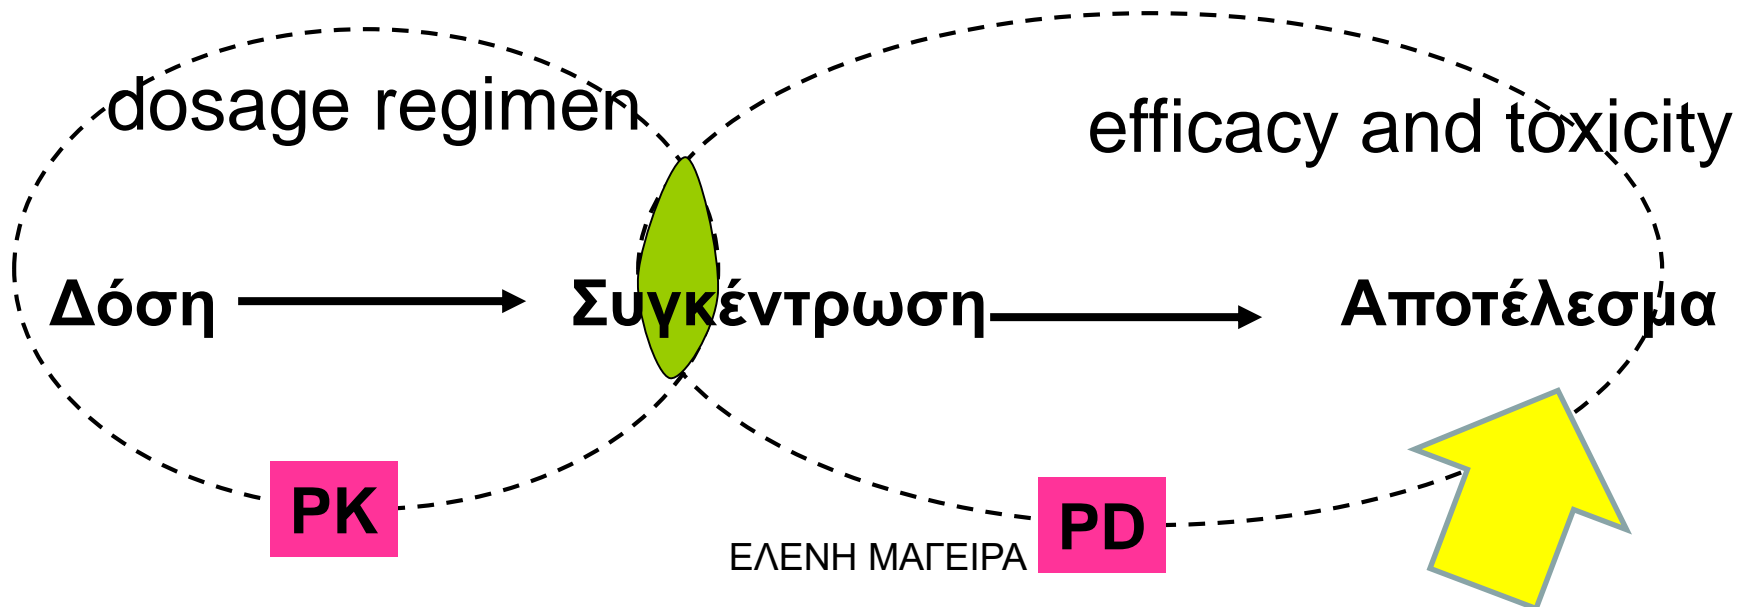 dosage regimen
efficacy and toxicity
Δόση
Συγκέντρωση
Αποτέλεσμα
PK
PD
ΕΛΕΝΗ ΜΑΓΕΙΡΑ